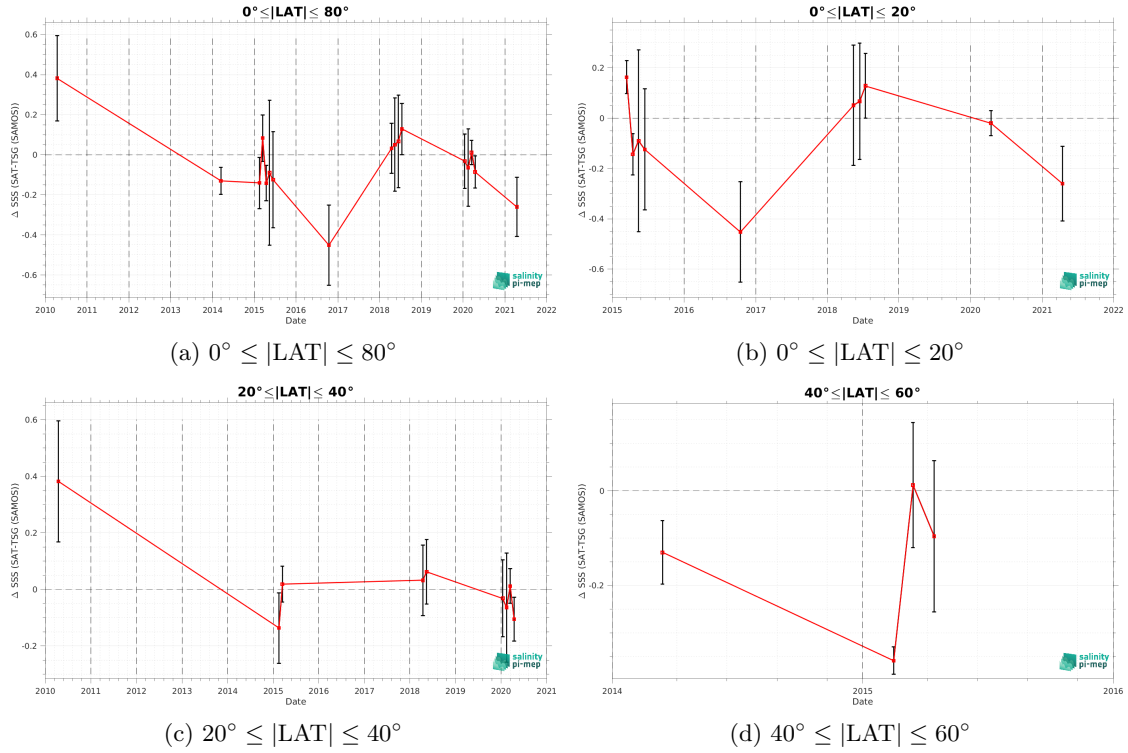 0°≤|LAT|≤ 80°
Δ SSS (SAT-TSG (SAMOS))
0.6
0.4
0.2
0
-0.2
-0.4
-0.6
2010 2011 2012 2013 2014 2015 2016 2017 2018 2019 2020 2021 2022
Date
salinity
pi-mep
(a) 0° ≤ |LAT| ≤ 80°
0°≤|LAT|≤ 20°
Δ SSS (SAT-TSG (SAMOS))
0.2
0
-0.2
-0.4
-0.6
2015 2016 2017 2018 2019 2020 2021 2022
Date
salinity
pi-mep
(b) 0° ≤ |LAT| ≤ 20°
20°≤|LAT|≤ 40°
Δ SSS (SAT-TSG (SAMOS))
0.6
0.4
0.2
0
-0.2
2010 2011 2012 2013 2014 2015 2016 2017 2018 2019 2020 2021
Date
salinity
pi-mep
(c) 20° ≤ |LAT| ≤ 40°
40°≤|LAT|≤ 60°
Δ SSS (SAT-TSG (SAMOS))
0
-0.2
2014 2015 2016
Date
salinity
pi-mep
(d) 40° ≤ |LAT| ≤ 60°